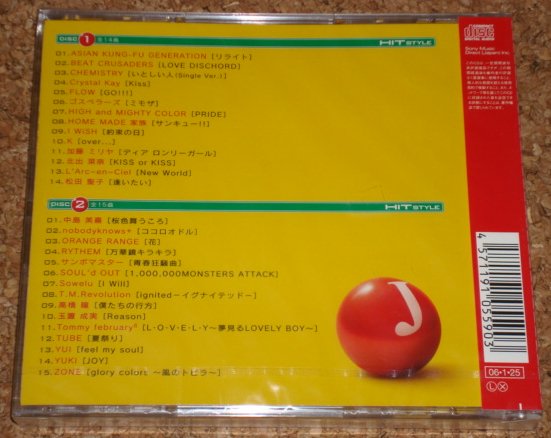 DISC 1 全14曲 HIT STYLE
01.ASIAN KUNG-FU GENERATION [リライト]
02.BEAT CRUSADERS [LOVE DISCHORD]
03.CHEMISTRY [いとしい人(Single Ver.)]
04.Crystal Kay [Kiss]
05.FLOW [GO!!!]
06.ゴスペラーズ [ミモザ]
07.HIGH and MIGHTY COLOR [PRIDE]
08.HOME MADE 家族 [サンキュー!!]
09.I WiSH [約束の日]
10.K [over...]
11.加藤 ミリヤ [ディア ロンリーガール]
12.北出 菜奈 [KISS or KISS]
13.L'Arc~en~Ciel [New World]
14.松田 聖子 [逢いたい]
DISC 2 全15曲 HIT STYLE
01.中島 美嘉 [桜色舞うころ]
02.nobodyknows+ [ココロオドル]
03.ORANGE RANGE [花]
04.RYTHEM [万華鏡キラキラ]
05.サンボマスター [青春狂騒曲]
06.SOUL'd OUT [1,000,000MONSTERS ATTACK]
07.Sowelu [I Will]
08.T.M.Revolution [ignited-イグナイテッド-]
09.高橋 瞳 [僕たちの行方]
10.玉置 成実 [Reason]
11.Tommy february6 [L・O・V・E・L・Y~夢見るLOVELY BOY~]
12.TUBE [夏祭り]
13.YUI [feel my soul]
14.YUKI [JOY]
15.ZONE [glory colors ~風のトビラ~]
J
COMPACT
DISC
DIGITAL AUDIO
Sony Music
Direct (Japan) Inc.
4571191055903
06・1・25
L X